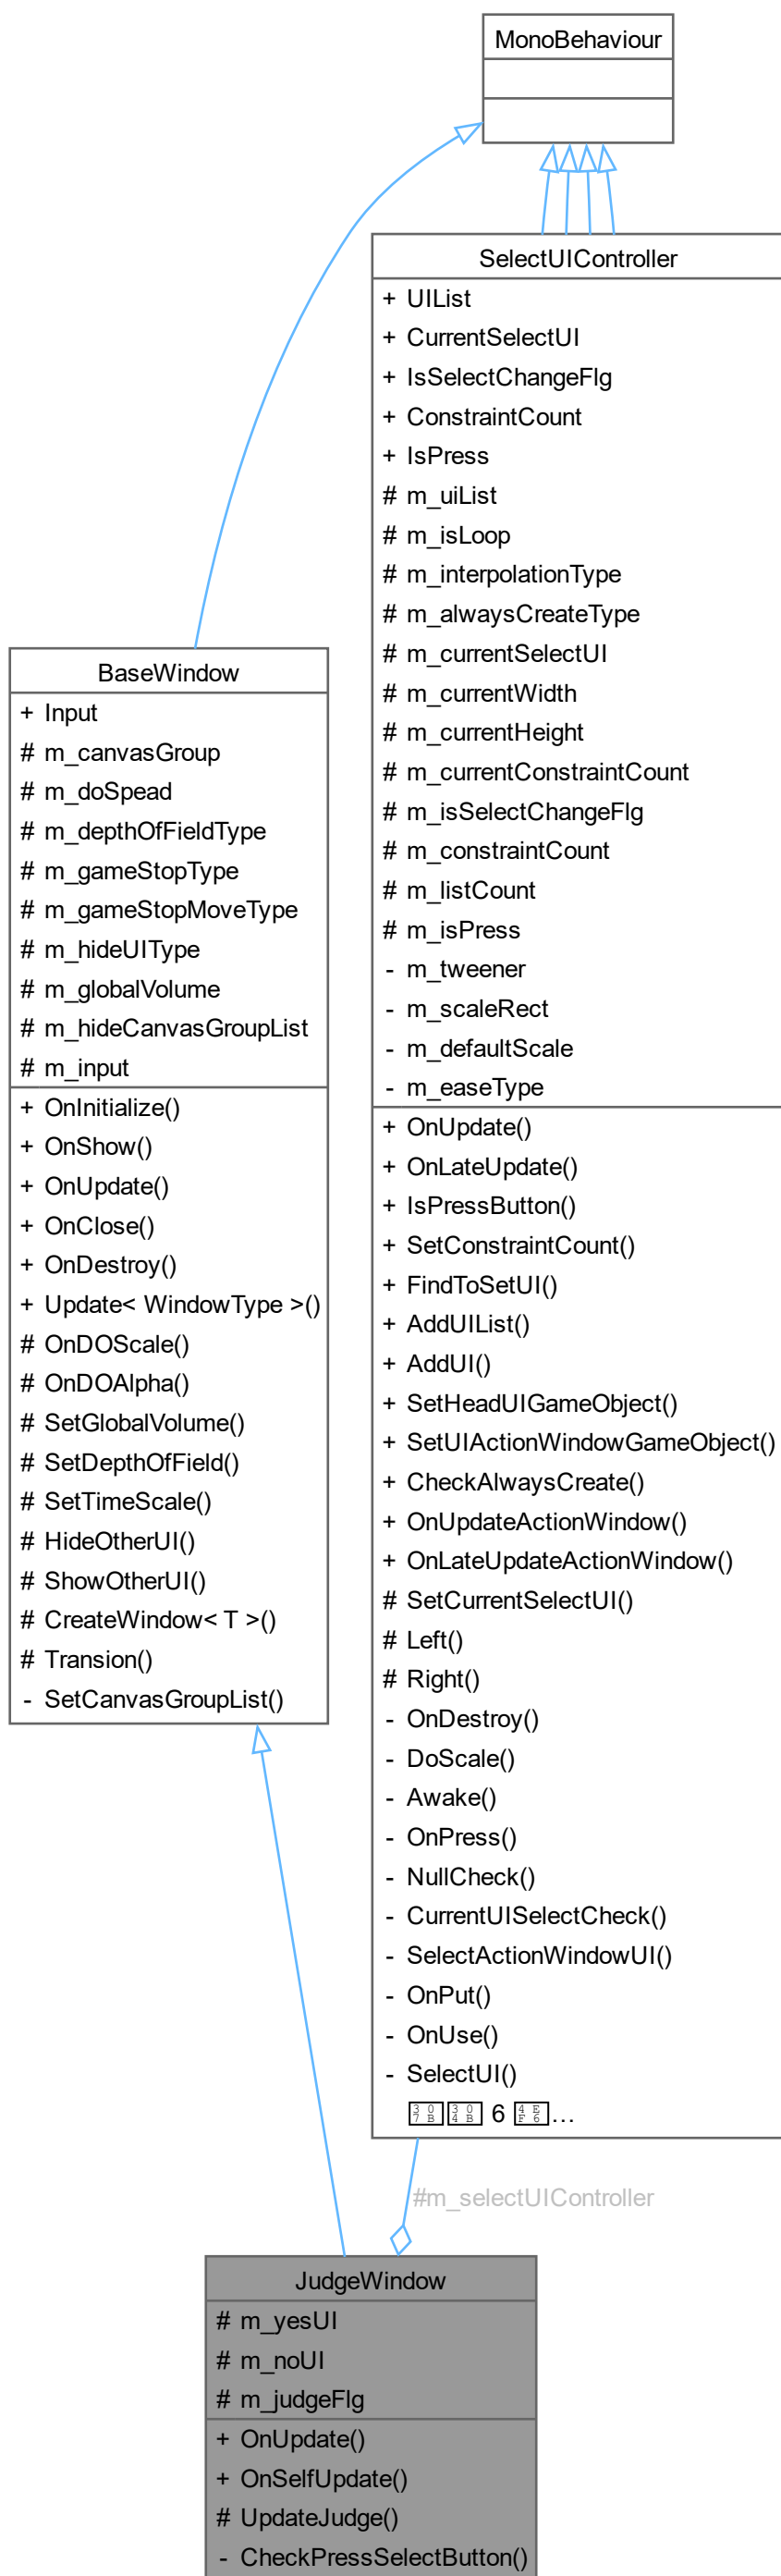 MonoBehaviour
SelectUIController
+ UIList
+ CurrentSelectUI
+ IsSelectChangeFlg
+ ConstraintCount
+ IsPress
# m_uiList
# m_isLoop
# m_interpolationType
# m_alwaysCreateType
# m_currentSelectUI
# m_currentWidth
# m_currentHeight
# m_currentConstraintCount
# m_isSelectChangeFlg
# m_constraintCount
# m_listCount
# m_isPress
- m_tweener
- m_scaleRect
- m_defaultScale
- m_easeType
+ OnUpdate()
+ OnLateUpdate()
+ IsPressButton()
+ SetConstraintCount()
+ FindToSetUI()
+ AddUIList()
+ AddUI()
+ SetHeadUIGameObject()
+ SetUIActionWindowGameObject()
+ CheckAlwaysCreate()
+ OnUpdateActionWindow()
+ OnLateUpdateActionWindow()
# SetCurrentSelectUI()
# Left()
# Right()
- OnDestroy()
- DoScale()
- Awake()
- OnPress()
- NullCheck()
- CurrentUISelectCheck()
- SelectActionWindowUI()
- OnPut()
- OnUse()
- SelectUI()
6 ...
BaseWindow
+ Input
# m_canvasGroup
# m_doSpead
# m_depthOfFieldType
# m_gameStopType
# m_gameStopMoveType
# m_hideUIType
# m_globalVolume
# m_hideCanvasGroupList
# m_input
+ OnInitialize()
+ OnShow()
+ OnUpdate()
+ OnClose()
+ OnDestroy()
+ Update< WindowType >()
# OnDOScale()
# OnDOAlpha()
# SetGlobalVolume()
# SetDepthOfField()
# SetTimeScale()
# HideOtherUI()
# ShowOtherUI()
# CreateWindow< T >()
# Transion()
- SetCanvasGroupList()
#m_selectUIController
JudgeWindow
# m_yesUI
# m_noUI
# m_judgeFlg
+ OnUpdate()
+ OnSelfUpdate()
# UpdateJudge()
- CheckPressSelectButton()